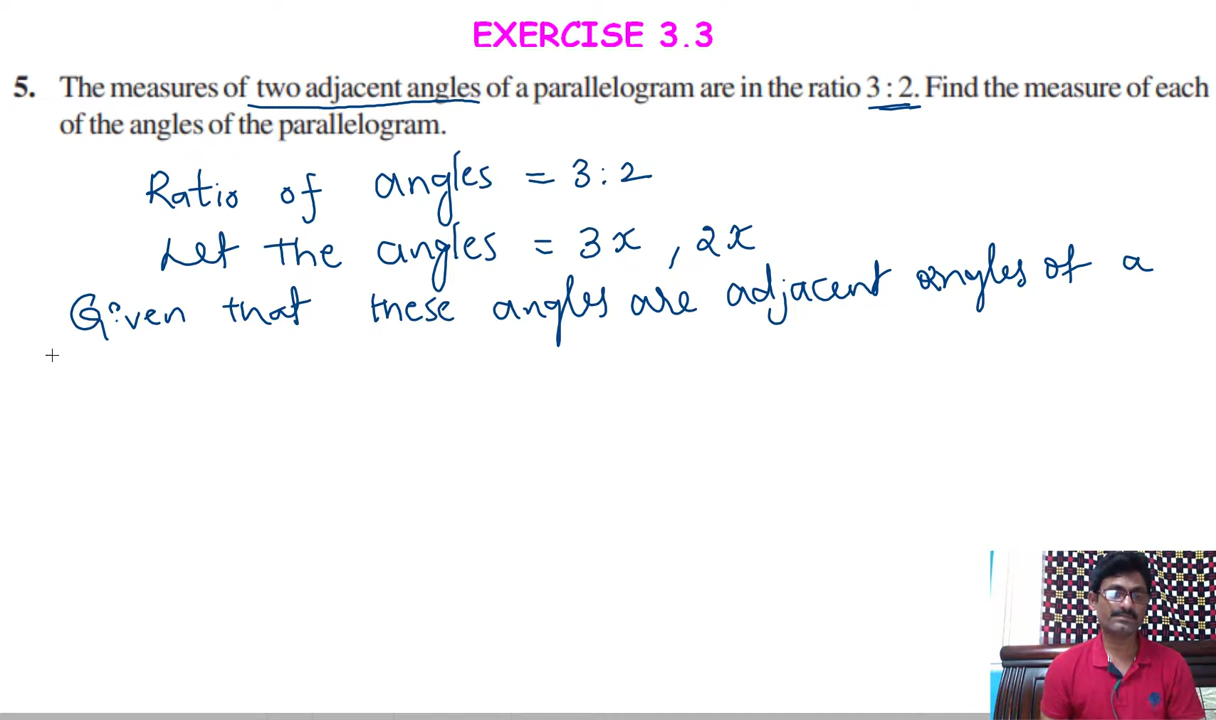 EXERCISE 3.3
5. The measures of two adjacent angles of a parallelogram are in the ratio 3 : 2. Find the measure of each
of the angles of the parallelogram.
Ratio of angles = 3:2
Let the angles = 3x, 2x
Given that these angles are adjacent angles of a